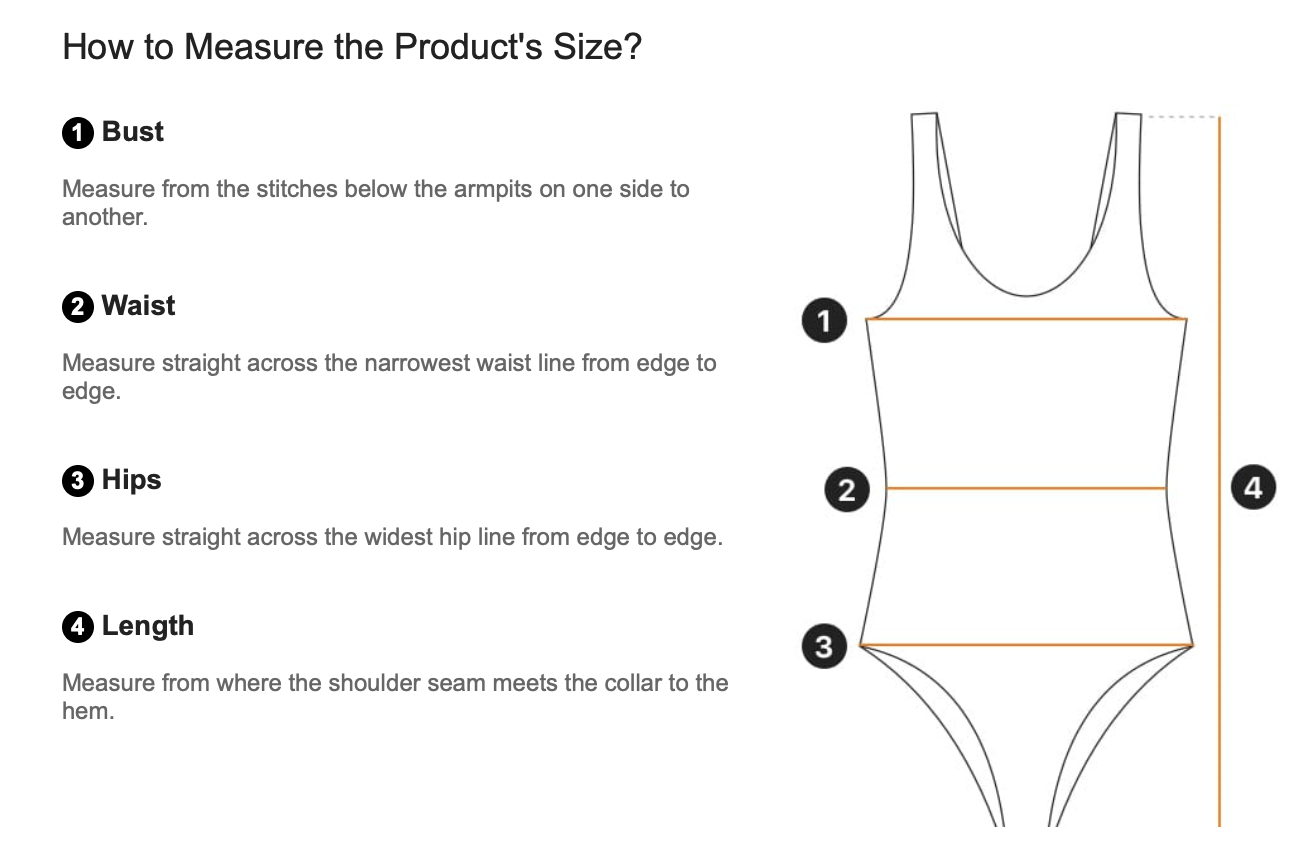 How to Measure the Product's Size?
1 Bust
Measure from the stitches below the armpits on one side to
another.
2 Waist
Measure straight across the narrowest waist line from edge to
edge.
3 Hips
Measure straight across the widest hip line from edge to edge.
4 Length
Measure from where the shoulder seam meets the collar to the
hem.
1
2
4
3